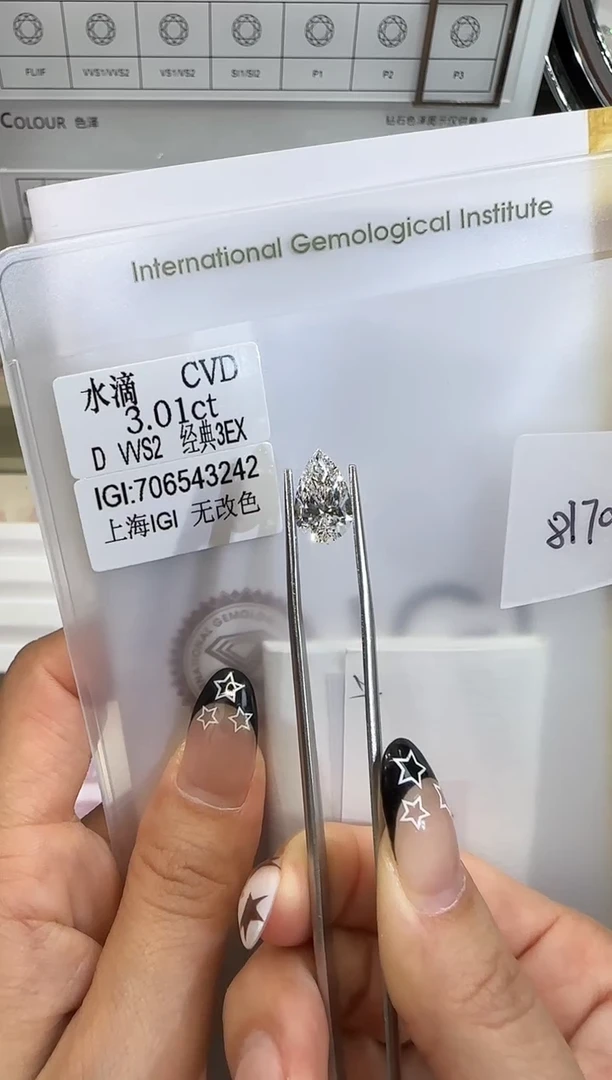 FL/IF VVS1/VVS2 VS1/VS2 SI1/SI2 P1 P2 P3
COLOUR 色泽
International Gemological Institute
水滴 CVD
3.01ct
D VVS2 经典3EX
IGI:706543242
上海IGI 无改色
8170